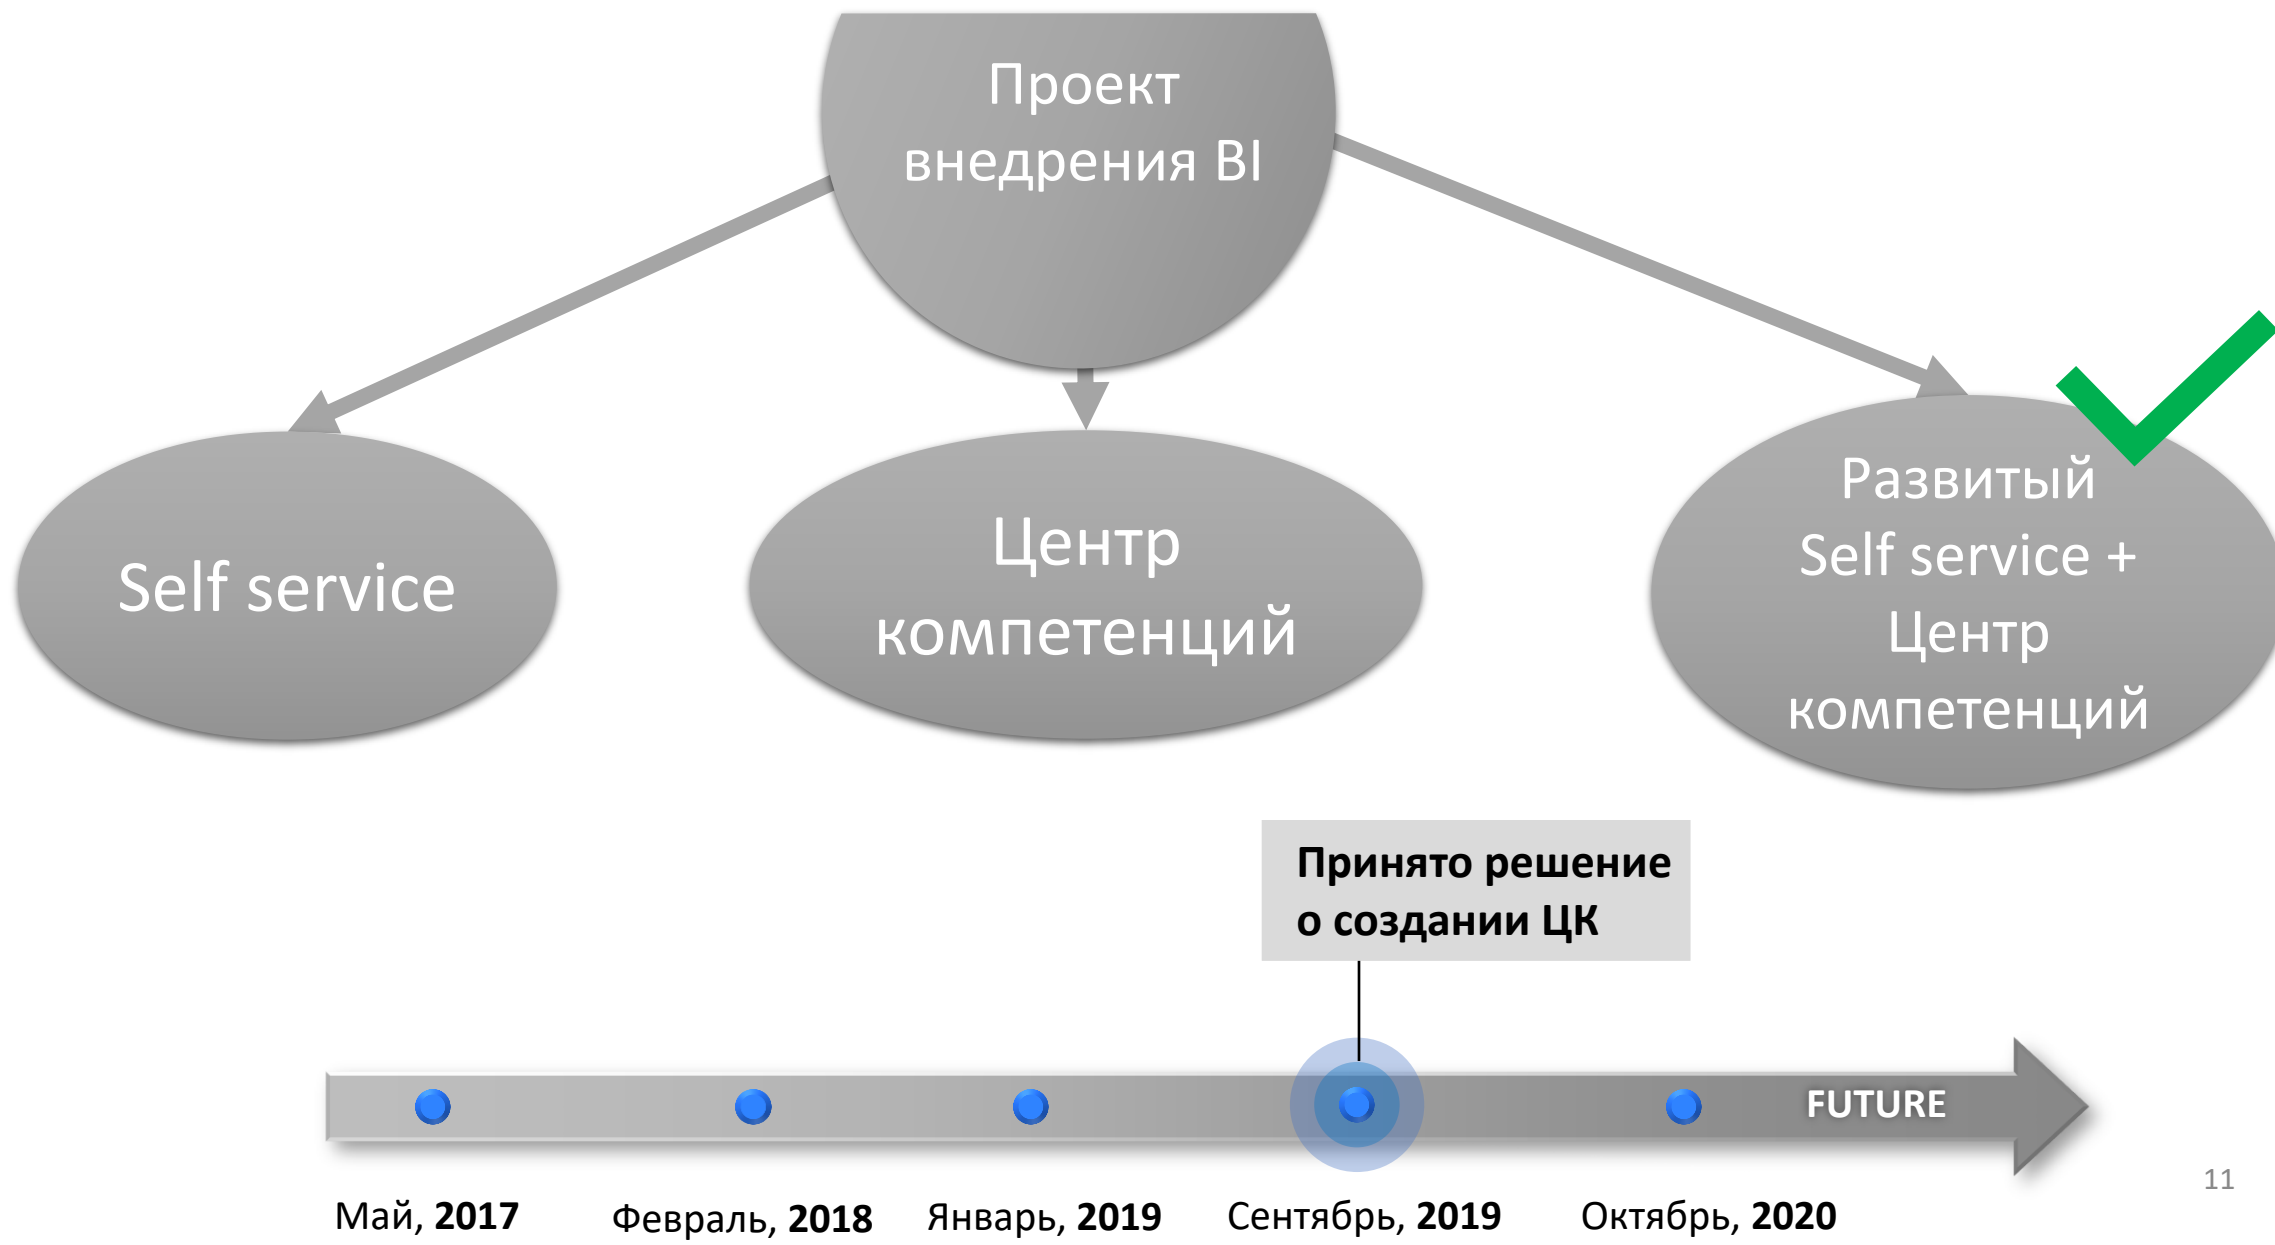 Проект
внедрения BI
Self service
Центр
компетенций
Развитый
Self service +
Центр
компетенций
Принято решение
о создании ЦК
FUTURE
Май, 2017
Февраль, 2018
Январь, 2019
Сентябрь, 2019
Октябрь, 2020
11